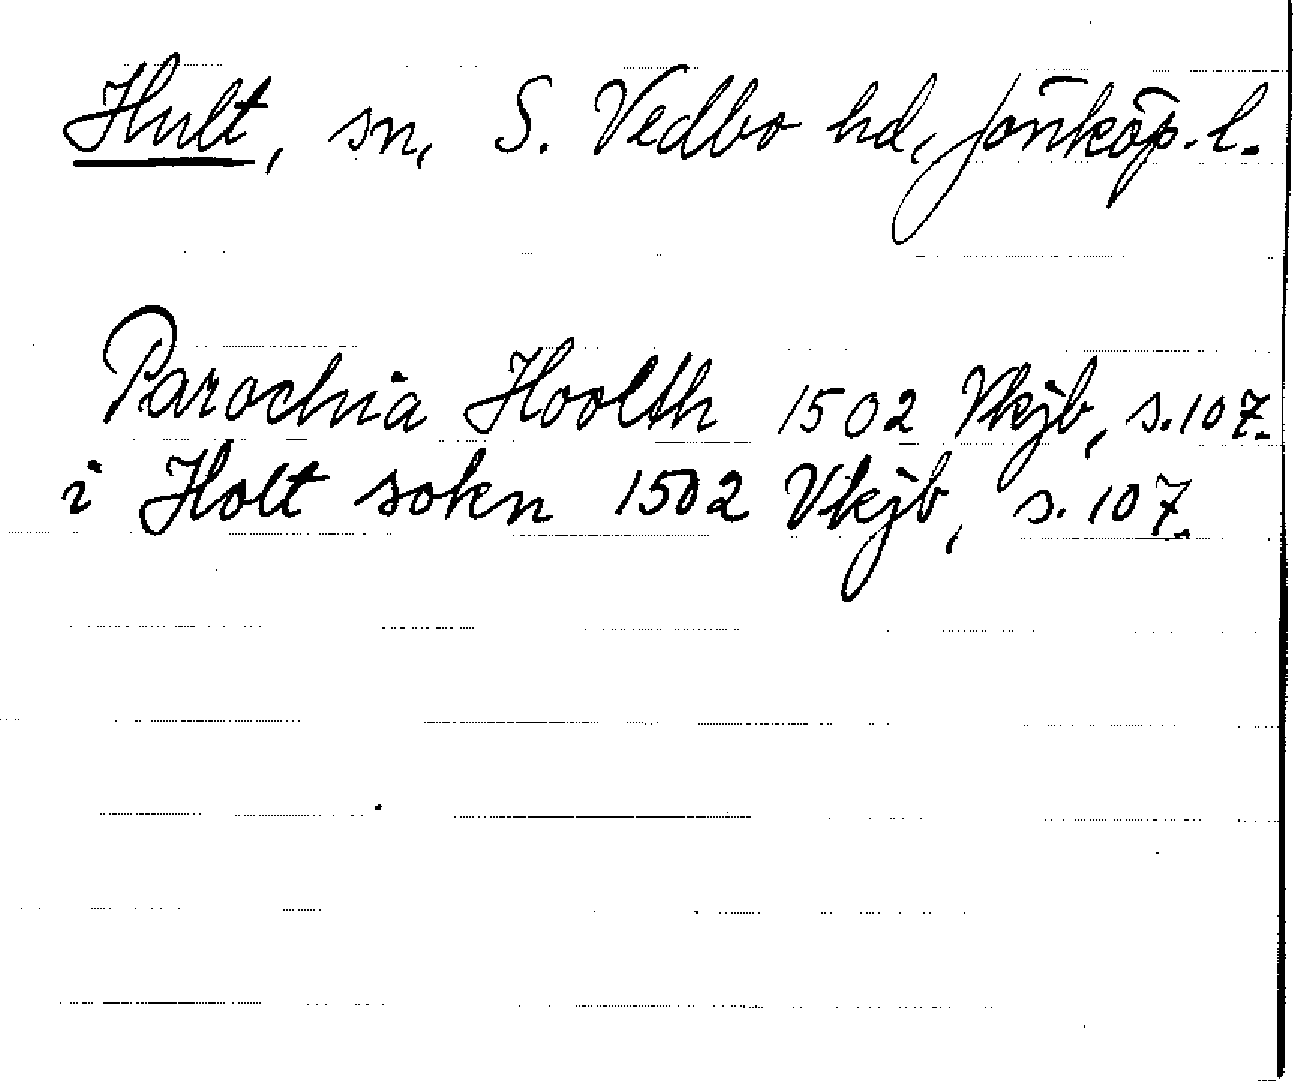 Hult, sn, S. Vedbo hd, Jönköp. l.
Parochia Hoolth 1502 Vkjb, s. 107.
i Holt sokn 1502 Vkjb, s. 107.